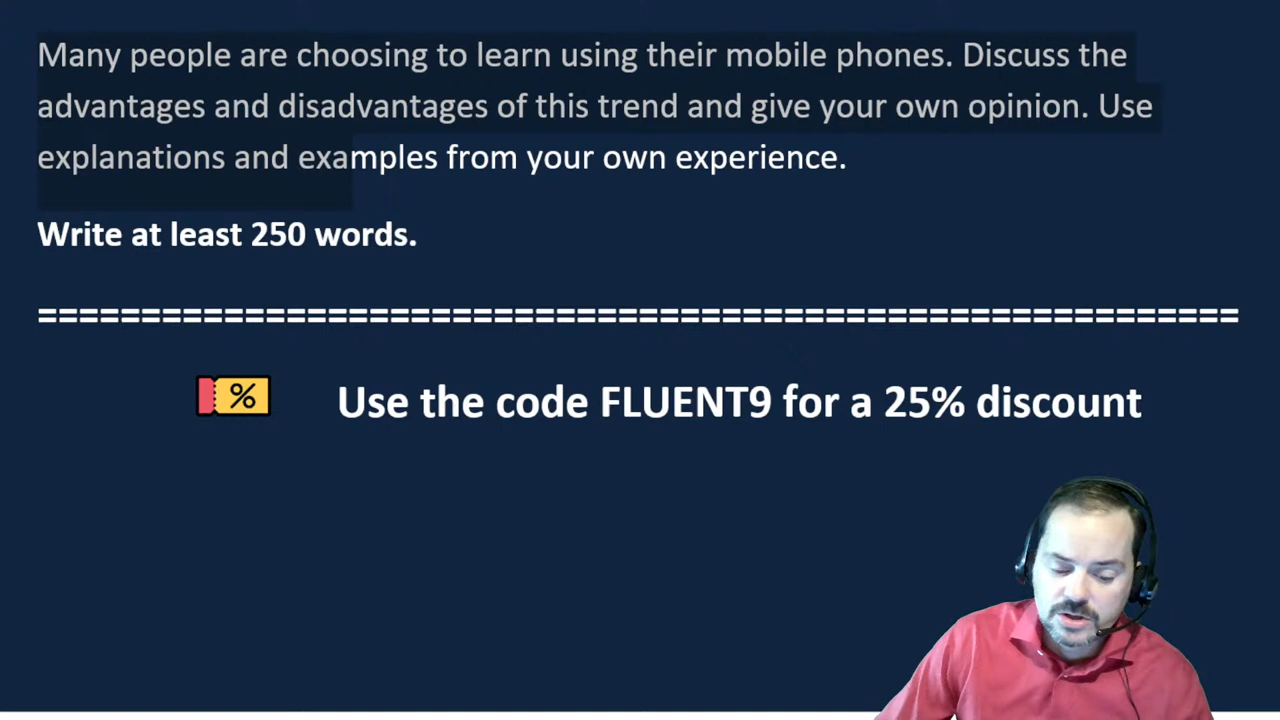 Many people are choosing to learn using their mobile phones. Discuss the
advantages and disadvantages of this trend and give your own opinion. Use
explanations and examples from your own experience.
Write at least 250 words.
==========================================================
%
Use the code FLUENT9 for a 25% discount